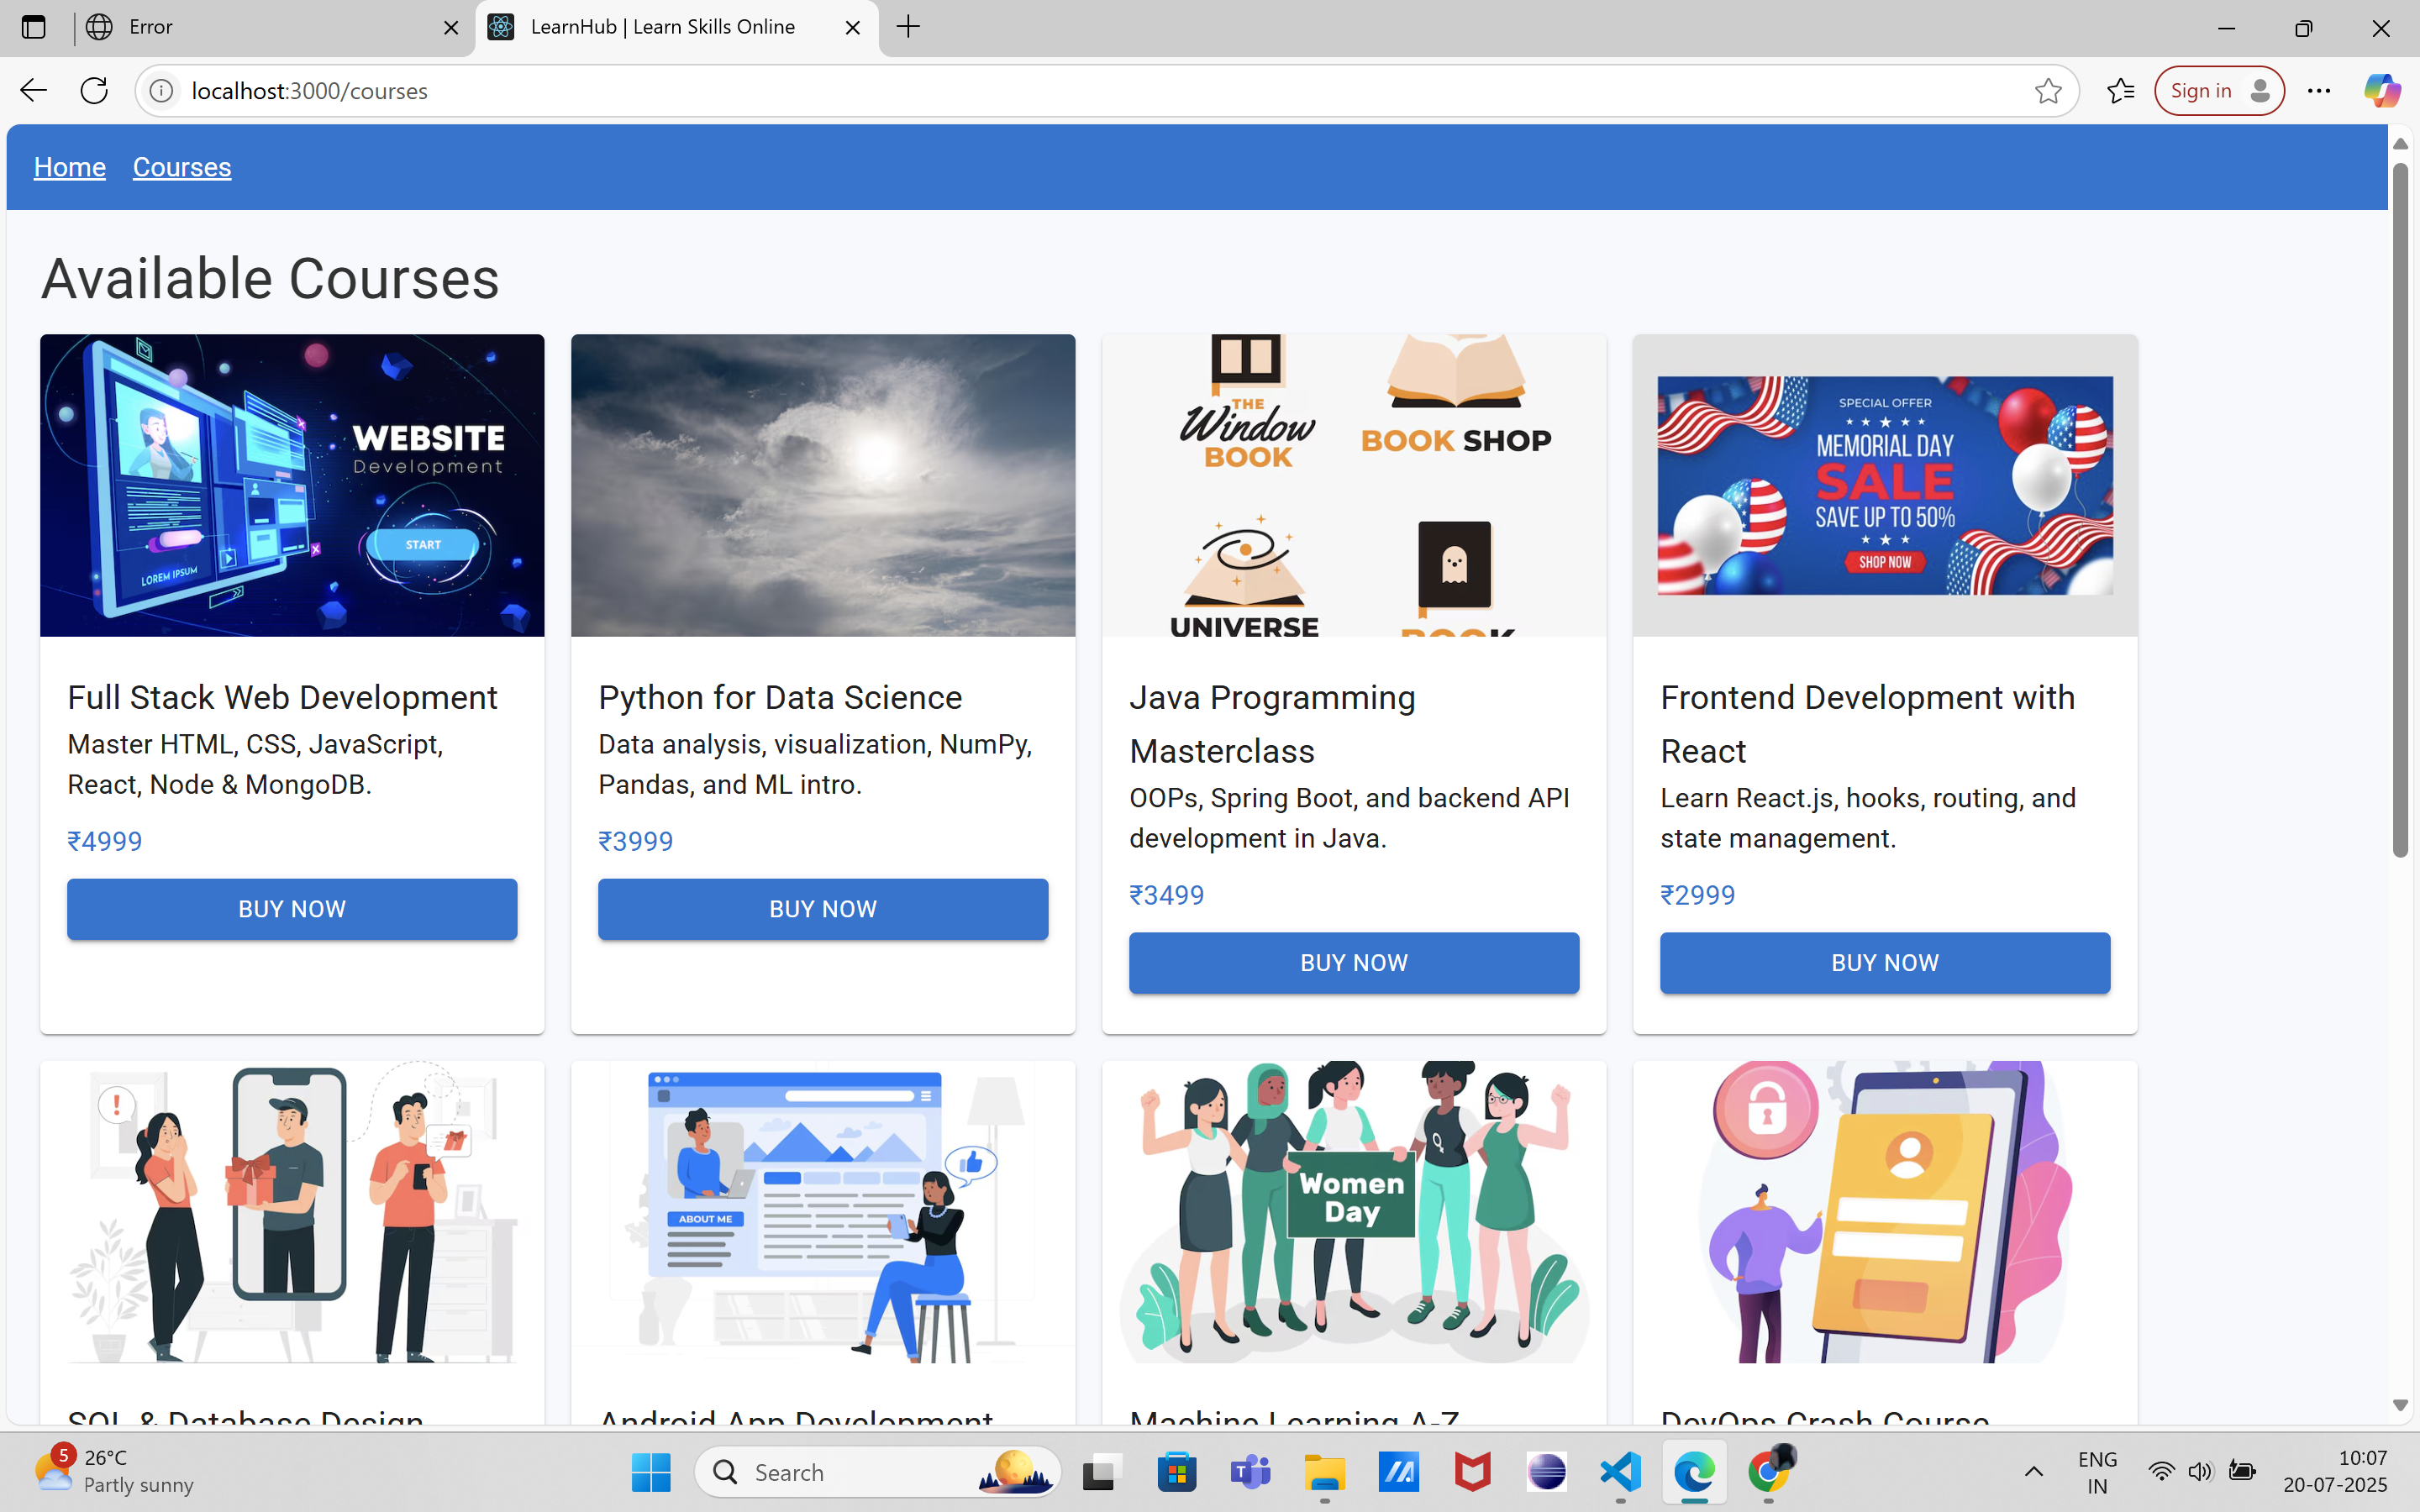 Error
LearnHub | Learn Skills Online
localhost:3000/courses
Sign in
Home
Courses
Available Courses
WEBSITE
Development
START
LOREM IPSUM
THE
Window
BOOK
BOOK SHOP
UNIVERSE
BOOK
SPECIAL OFFER
MEMORIAL DAY
SALE
SAVE UP TO 50%
SHOP NOW
Full Stack Web Development
Master HTML, CSS, JavaScript,
React, Node & MongoDB.
₹4999
BUY NOW
Python for Data Science
Data analysis, visualization, NumPy,
Pandas, and ML intro.
₹3999
BUY NOW
Java Programming
Masterclass
OOPs, Spring Boot, and backend API
development in Java.
₹3499
BUY NOW
Frontend Development with
React
Learn React.js, hooks, routing, and
state management.
₹2999
BUY NOW
!
ABOUT ME
Women
Day
SQL & Database Design
Android App Development
Machine Learning A-Z
DevOps Crash Course
5
26°C
Partly sunny
Search
T
ENG
IN
10:07
20-07-2025